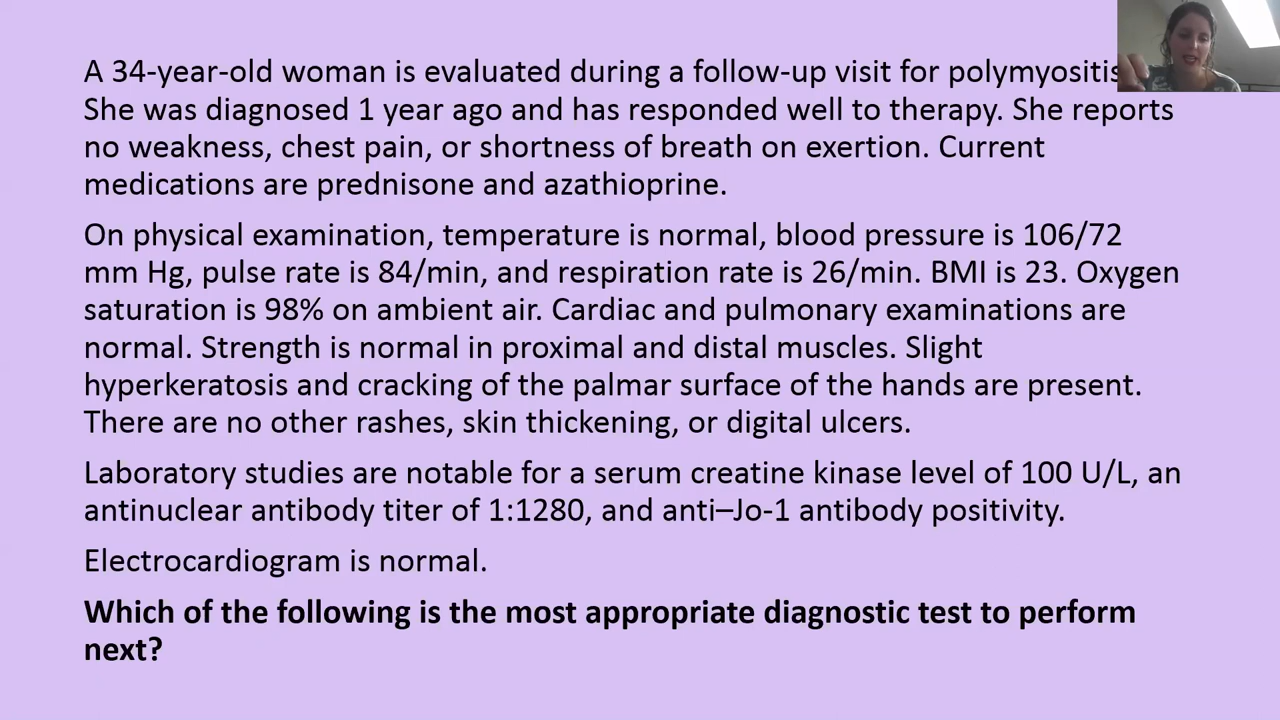 A 34-year-old woman is evaluated during a follow-up visit for polymyositis
She was diagnosed 1 year ago and has responded well to therapy. She reports
no weakness, chest pain, or shortness of breath on exertion. Current
medications are prednisone and azathioprine.
On physical examination, temperature is normal, blood pressure is 106/72
mm Hg, pulse rate is 84/min, and respiration rate is 26/min. BMI is 23. Oxygen
saturation is 98% on ambient air. Cardiac and pulmonary examinations are
normal. Strength is normal in proximal and distal muscles. Slight
hyperkeratosis and cracking of the palmar surface of the hands are present.
There are no other rashes, skin thickening, or digital ulcers.
Laboratory studies are notable for a serum creatine kinase level of 100 U/L, an
antinuclear antibody titer of 1:1280, and anti–Jo-1 antibody positivity.
Electrocardiogram is normal.
Which of the following is the most appropriate diagnostic test to perform
next?